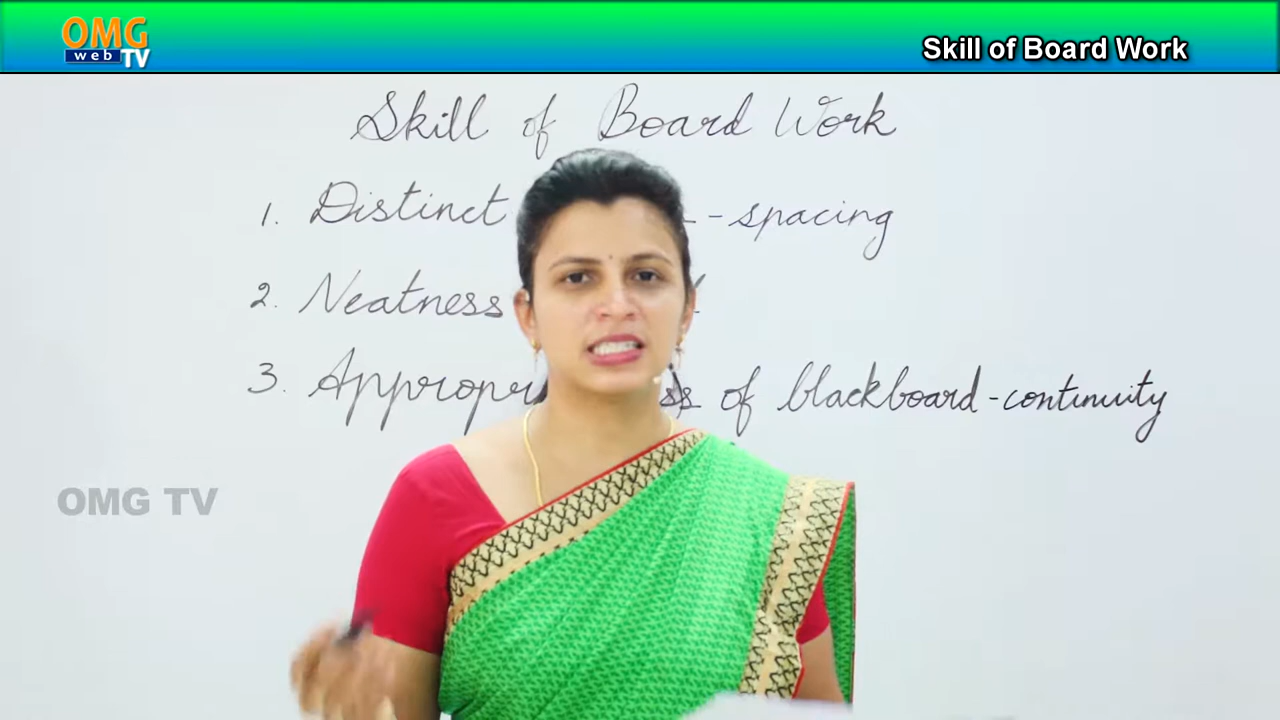 OMG
web TV
Skill of Board Work
Skill of Board Work
1. Distinct - spacing
2. Neatness
3. of blackboard - continuity
OMG TV